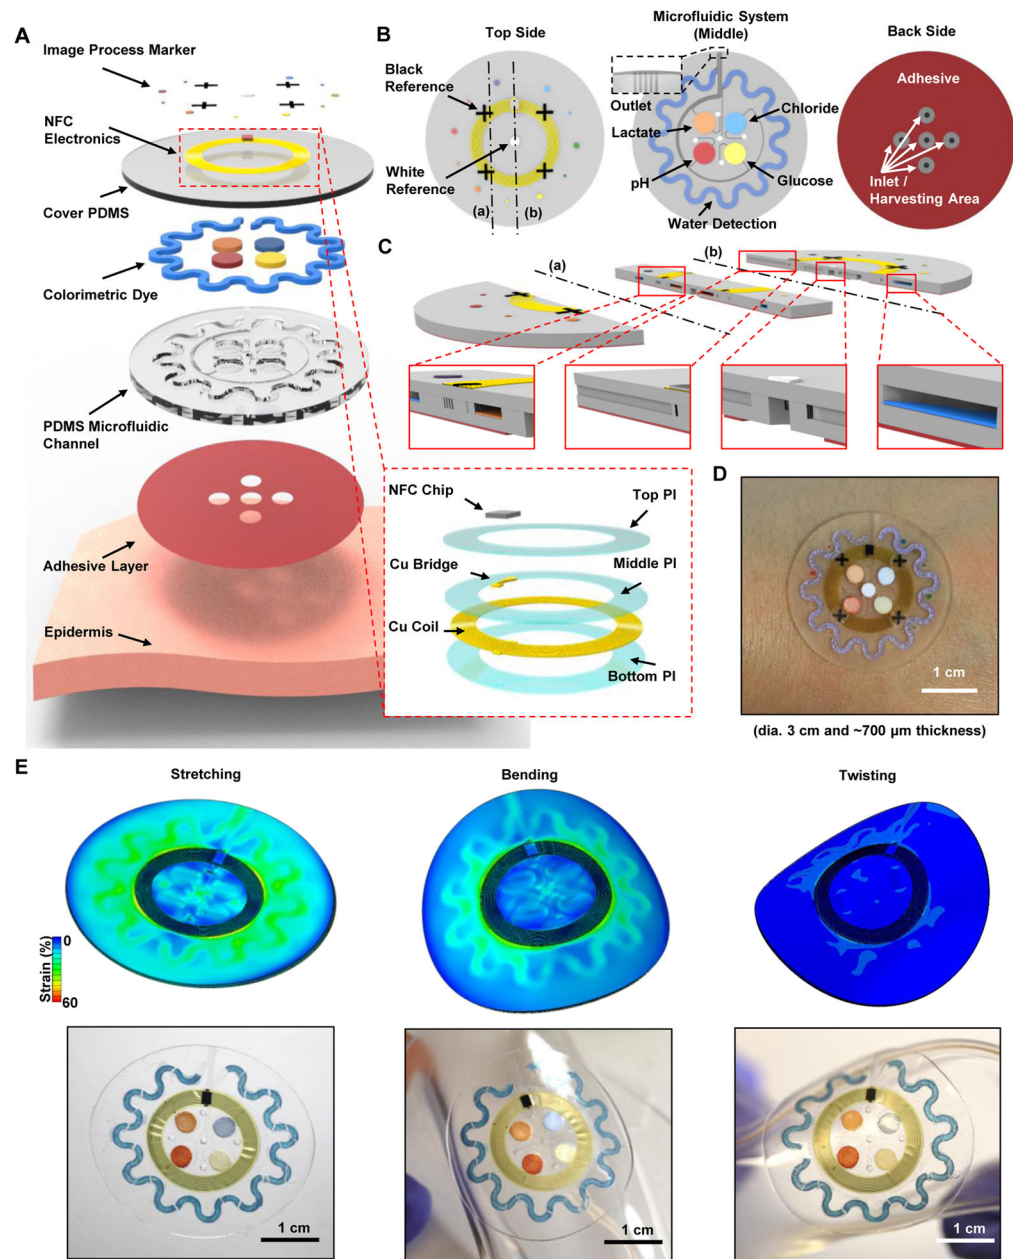 A
Image Process Marker
NFC
Electronics
Cover PDMS
Colorimetric Dye
PDMS Microfluidic
Channel
Adhesive Layer
Epidermis
NFC Chip
Top PI
Cu Bridge
Middle PI
Cu Coil
Bottom PI
B
Top Side
Black
Reference
White
Reference
(a)
(b)
Microfluidic System
(Middle)
Outlet
Lactate
Chloride
pH
Glucose
Water Detection
Back Side
Adhesive
Inlet /
Harvesting Area
C
(a)
(b)
D
1 cm
(dia. 3 cm and ~700 μm thickness)
E
Stretching
Bending
Twisting
0
Strain (%)
60
1 cm
1 cm
1 cm